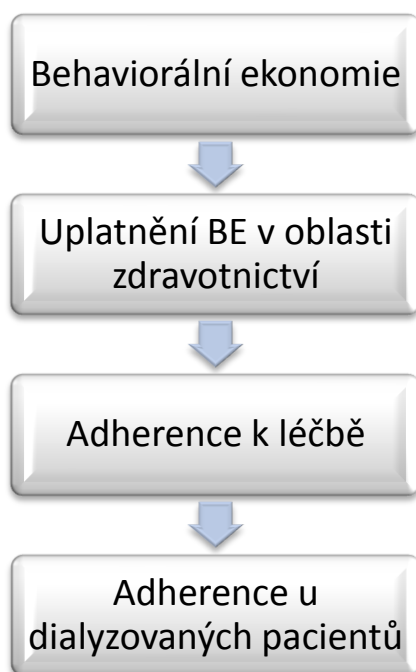 Behaviorální ekonomie
Uplatnění BE v oblasti
zdravotnictví
Adherence k léčbě
Adherence u
dialyzovaných pacientů